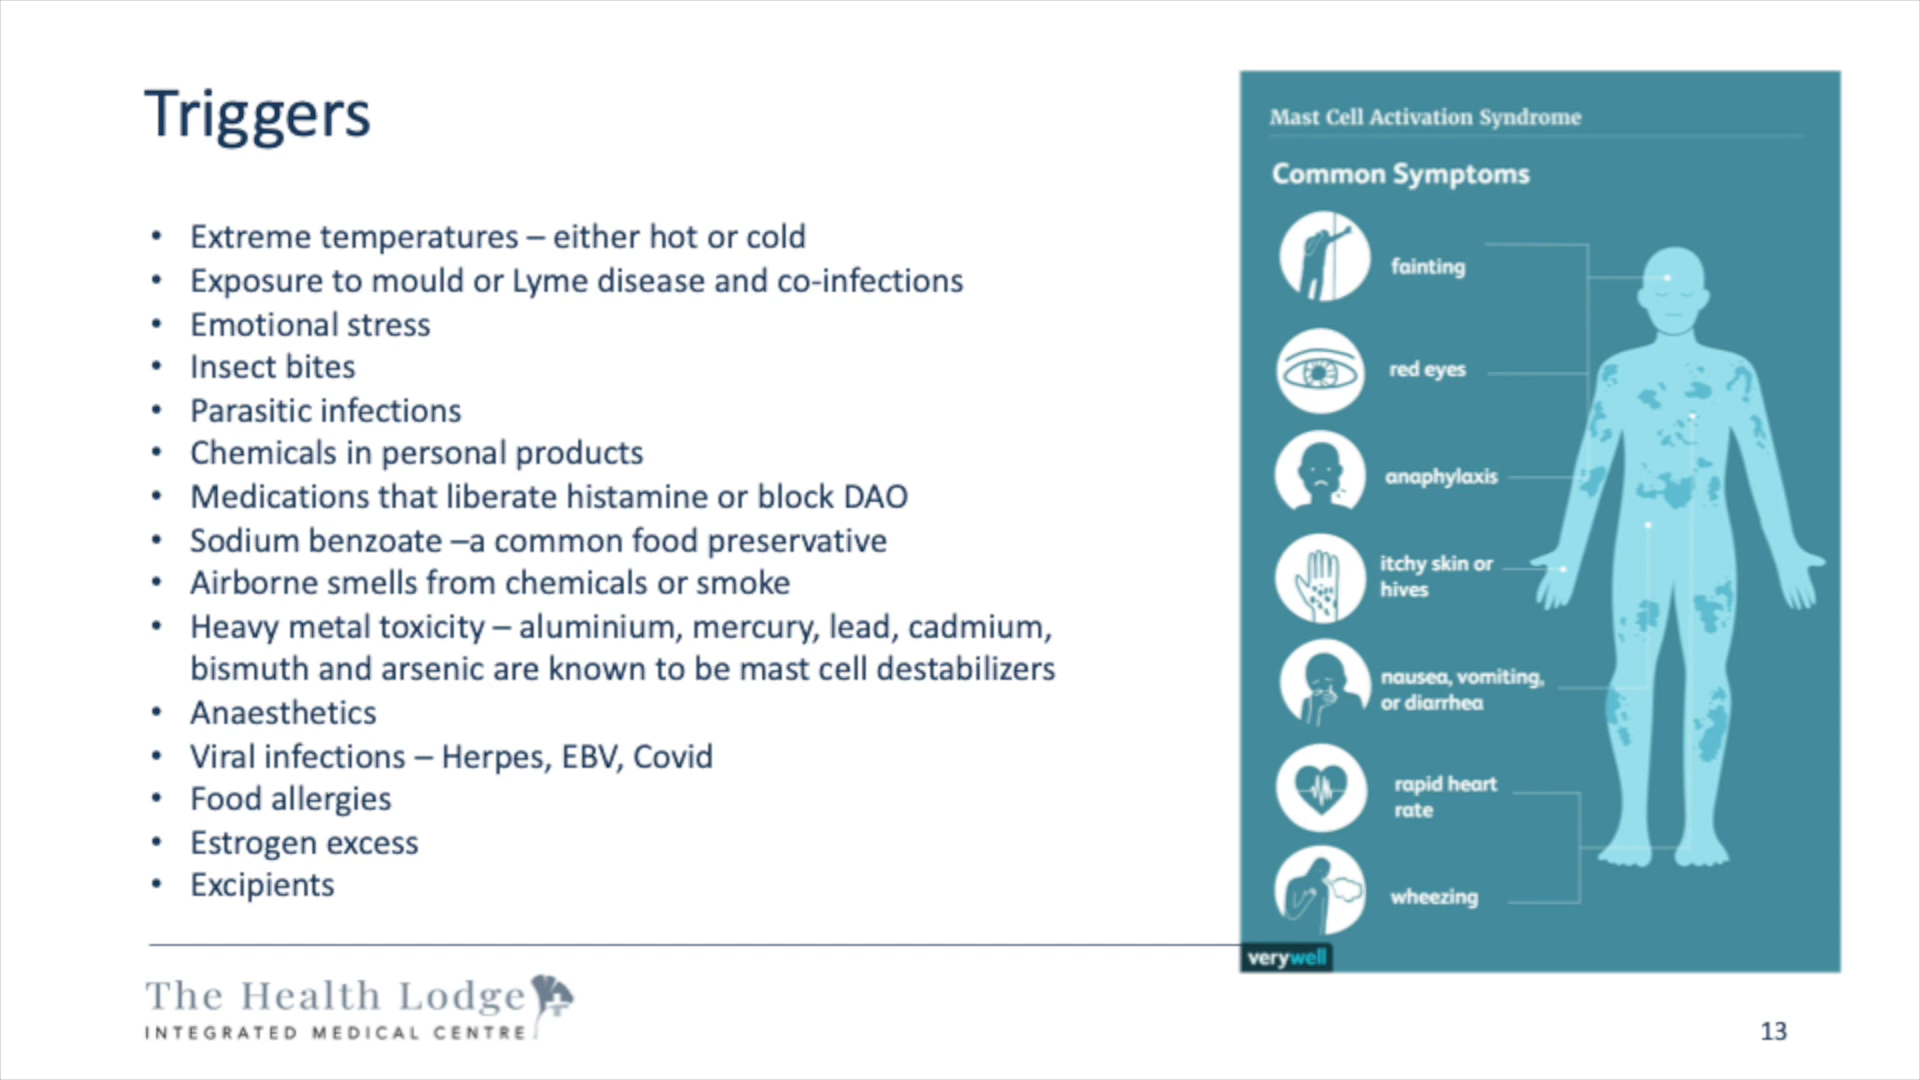 Triggers
• Extreme temperatures – either hot or cold
• Exposure to mould or Lyme disease and co-infections
• Emotional stress
• Insect bites
• Parasitic infections
• Chemicals in personal products
• Medications that liberate histamine or block DAO
• Sodium benzoate –a common food preservative
• Airborne smells from chemicals or smoke
• Heavy metal toxicity – aluminium, mercury, lead, cadmium,
bismuth and arsenic are known to be mast cell destabilizers
• Anaesthetics
• Viral infections – Herpes, EBV, Covid
• Food allergies
• Estrogen excess
• Excipients
Mast Cell Activation Syndrome
Common Symptoms
fainting
red eyes
anaphylaxis
itchy skin or
hives
nausea, vomiting,
or diarrhea
rapid heart
rate
wheezing
verywell
The Health Lodge
INTEGRATED MEDICAL CENTRE
13